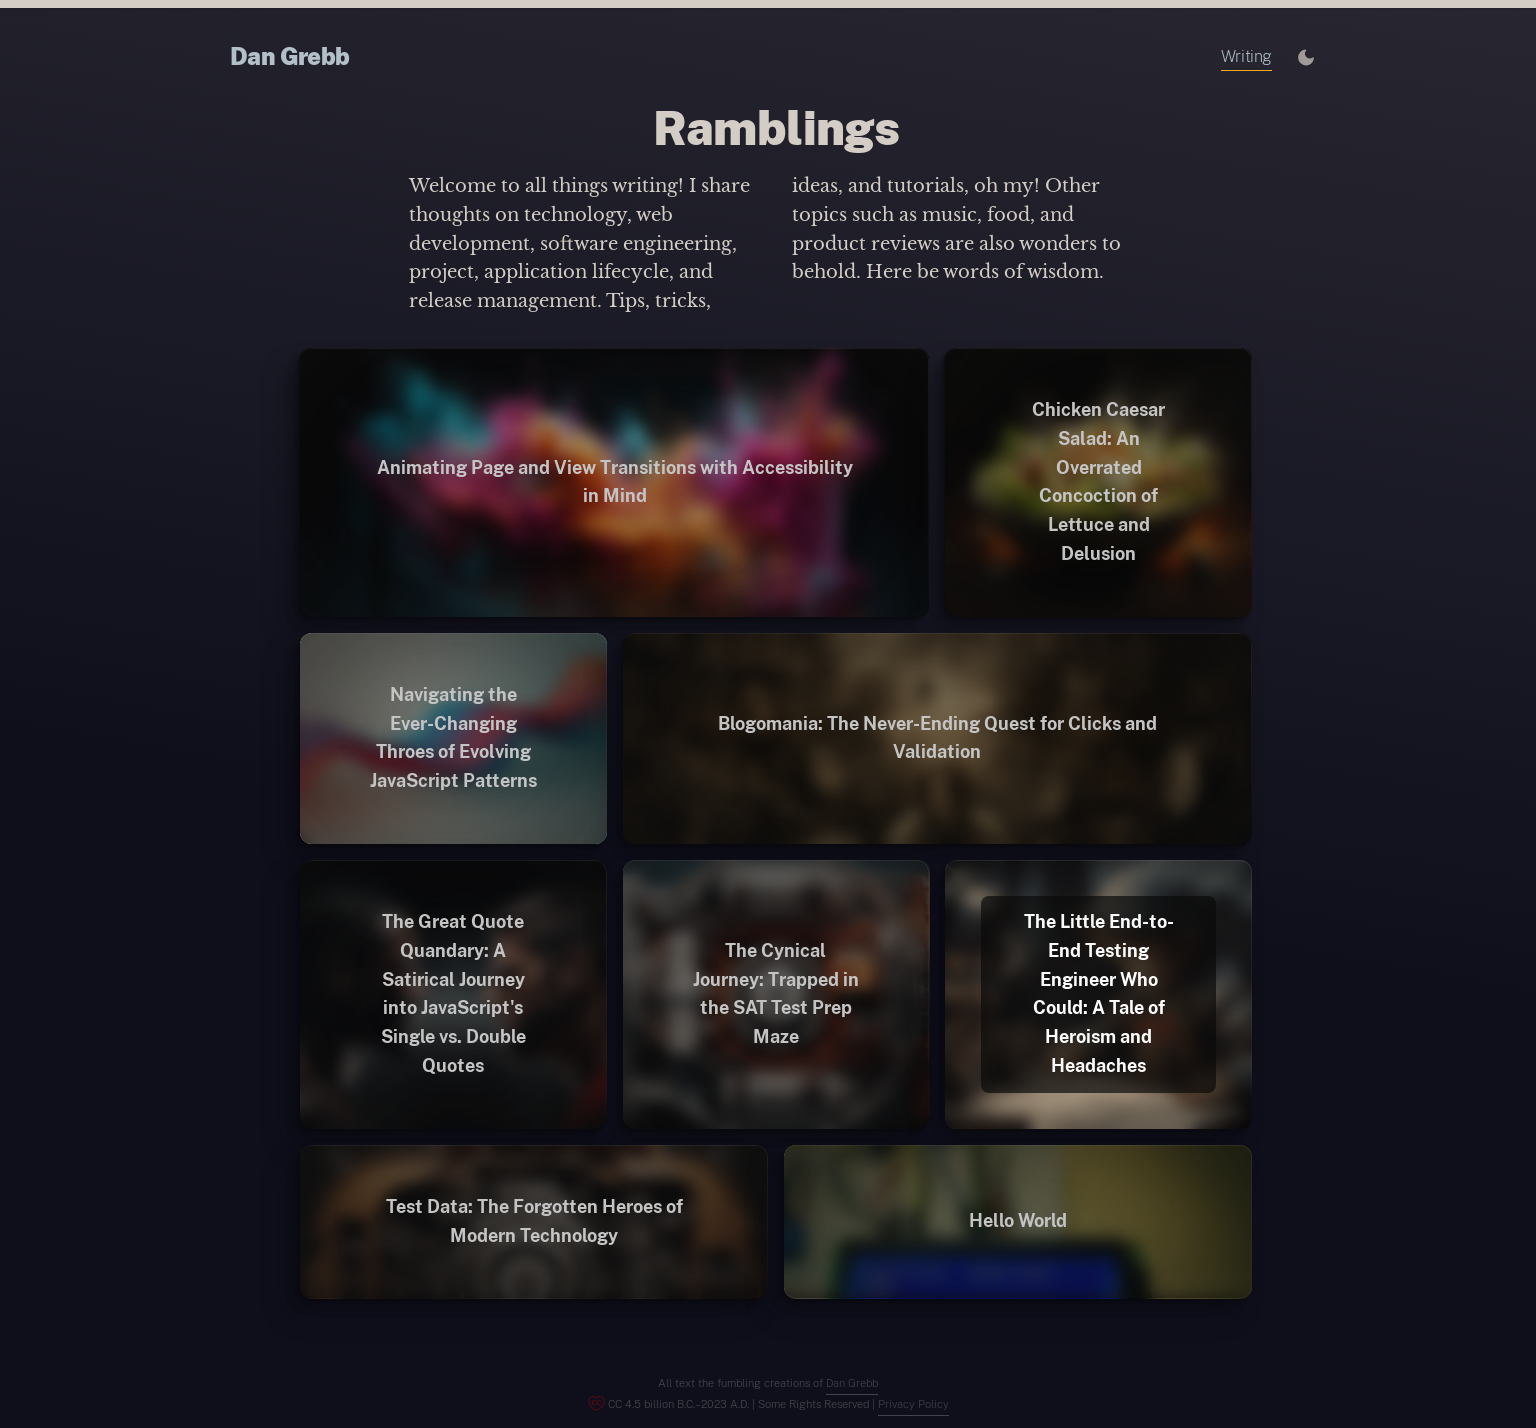 Dan Grebb
Writing
Ramblings
Welcome to all things writing! I share
thoughts on technology, web
development, software engineering,
project, application lifecycle, and
release management. Tips, tricks,
ideas, and tutorials, oh my! Other
topics such as music, food, and
product reviews are also wonders to
behold. Here be words of wisdom.
Animating Page and View Transitions with Accessibility
in Mind
Chicken Caesar
Salad: An
Overrated
Concoction of
Lettuce and
Delusion
Navigating the
Ever-Changing
Throes of Evolving
JavaScript Patterns
Blogomania: The Never-Ending Quest for Clicks and
Validation
The Great Quote
Quandary: A
Satirical Journey
into JavaScript's
Single vs. Double
Quotes
The Cynical
Journey: Trapped in
the SAT Test Prep
Maze
The Little End-to-
End Testing
Engineer Who
Could: A Tale of
Heroism and
Headaches
Test Data: The Forgotten Heroes of
Modern Technology
Hello World
All text the fumbling creations of Dan Grebb
CC 4.5 billion B.C.–2023 A.D. | Some Rights Reserved | Privacy Policy